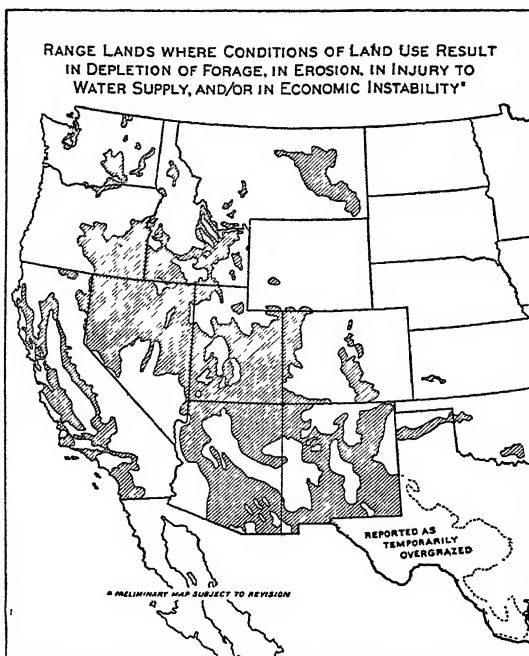 RANGE LANDS WHERE CONDITIONS OF LAND USE RESULT
IN DEPLETION OF FORAGE, IN EROSION, IN INJURY TO
WATER SUPPLY, AND/OR IN ECONOMIC INSTABILITY*
REPORTED AS
TEMPORARILY
OVERGRAZED
* PRELIMINARY MAP SUBJECT TO REVISION